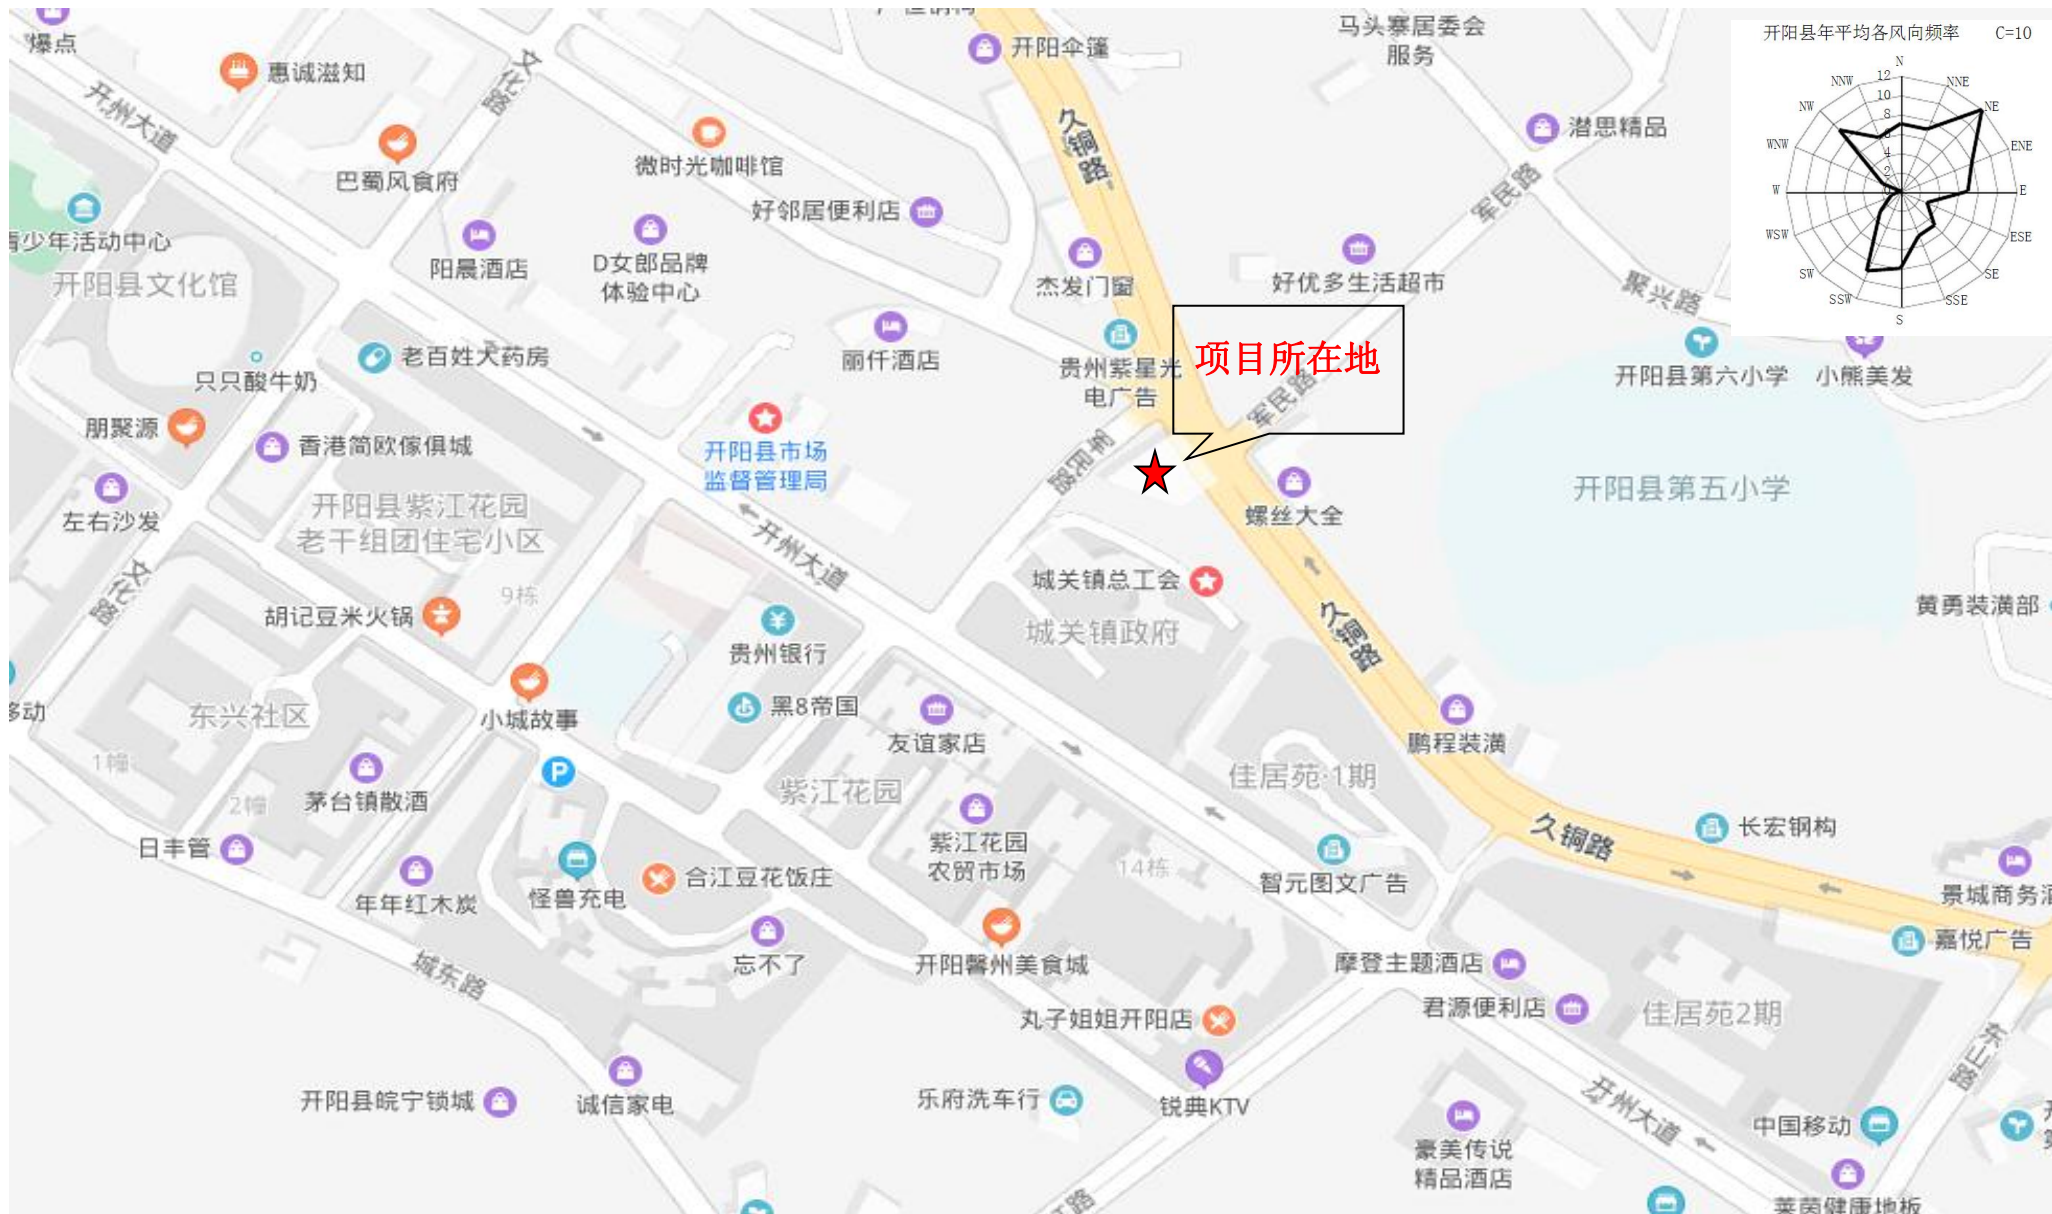 爆点
惠诚滋知
文化路
开阳伞篷
马头寨居委会
服务
开阳县年平均各风向频率 C=10
N
NNE
NE
ENE
E
ESE
SE
SSE
S
SSW
SW
WSW
W
WNW
NW
NNW
12
10
8
6
4
2
0
开州大道
巴蜀风食府
微时光咖啡馆
久铜路
潜思精品
军民路
好邻居便利店
青少年活动中心
开阳县文化馆
阳晨酒店
D女郎品牌
体验中心
杰发门窗
好优多生活超市
聚兴路
老百姓大药房
只只酸牛奶
丽仟酒店
贵州紫星光
电广告
项目所在地
军民路
开阳县第六小学
小熊美发
朋聚源
香港简欧傢俱城
开阳县市场
监督管理局
军民路
开阳县第五小学
左右沙发
开阳县紫江花园
老干组团住宅小区
螺丝大全
开州大道
文化路
9栋
城关镇总工会
久铜路
黄勇装潢部
胡记豆米火锅
贵州银行
城关镇政府
移动
东兴社区
小城故事
黑8帝国
友谊家店
鹏程装潢
1幢
2幢
茅台镇散酒
紫江花园
佳居苑·1期
日丰管
紫江花园
农贸市场
14栋
久铜路
长宏钢构
年年红木炭
怪兽充电
合江豆花饭庄
智元图文广告
景城商务酒
忘不了
开阳馨州美食城
摩登主题酒店
嘉悦广告
城东路
丸子姐姐开阳店
君源便利店
佳居苑2期
东山路
开阳县皖宁锁城
诚信家电
乐府洗车行
锐典KTV
开州大道
豪美传说
精品酒店
中国移动
莱茵健康地板